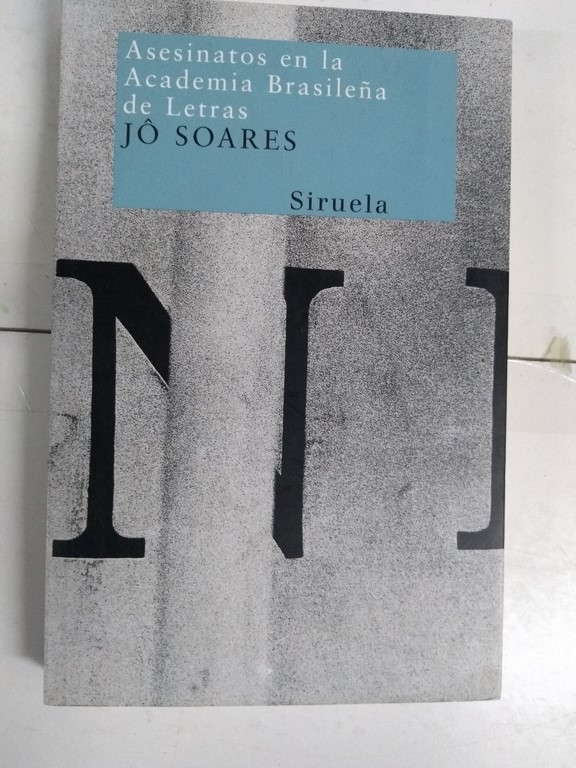 Asesinatos en la
Academia Brasileña
de Letras
JÔ SOARES
Siruela
N I